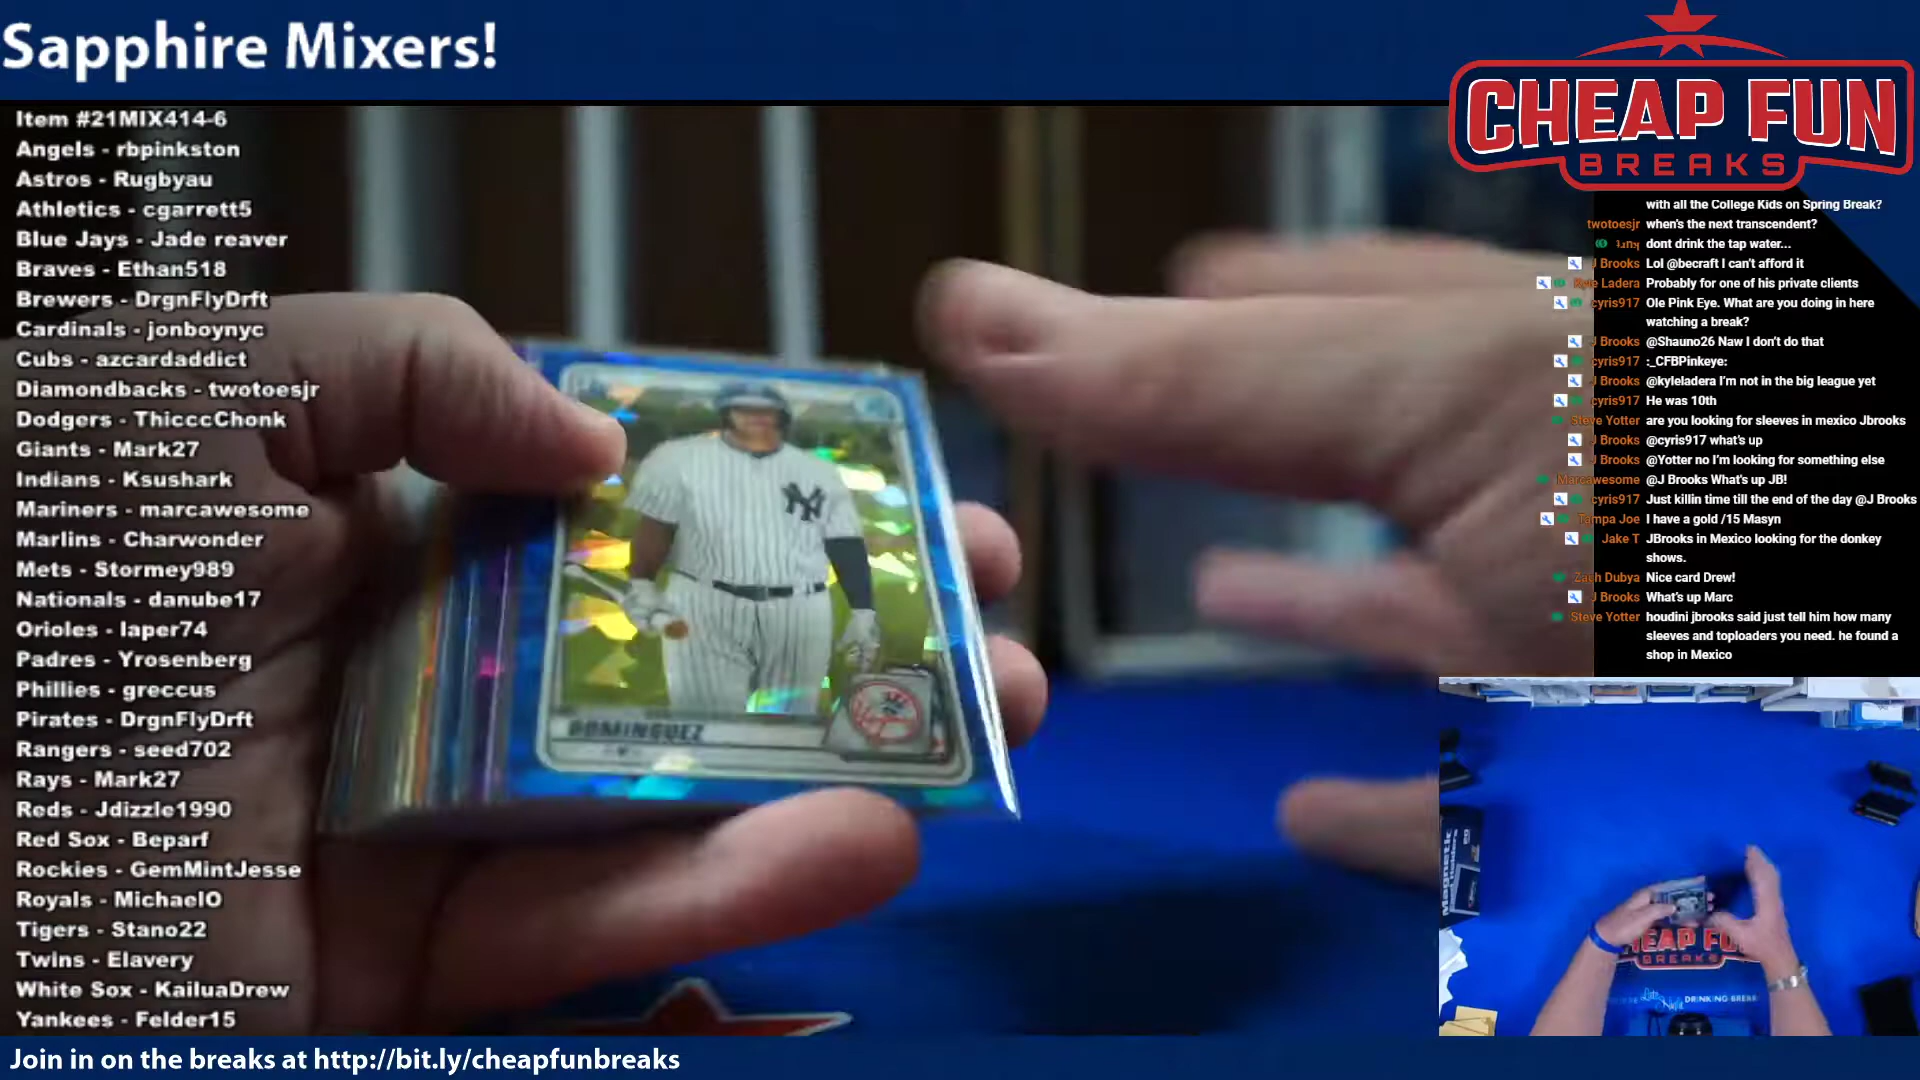 Sapphire Mixers!
CHEAP FUN
BREAKS
Item #21MIX414-6
Angels - rbpinkston
Astros - Rugbyau
Athletics - cgarrett5
Blue Jays - Jade reaver
Braves - Ethan518
Brewers - DrgnFlyDrft
Cardinals - jonboynyc
Cubs - azcardaddict
Diamondbacks - twotoesjr
Dodgers - ThicccChonk
Giants - Mark27
Indians - Ksushark
Mariners - marcawesome
Marlins - Charwonder
Mets - Stormey989
Nationals - danube17
Orioles - laper74
Padres - Yrosenberg
Phillies - greccus
Pirates - DrgnFlyDrft
Rangers - seed702
Rays - Mark27
Reds - Jdizzle1990
Red Sox - Beparf
Rockies - GemMintJesse
Royals - MichaelO
Tigers - Stano22
Twins - Elavery
White Sox - KailuaDrew
Yankees - Felder15
NY
DOMINGUEZ
with all the College Kids on Spring Break?
twotoesjr when's the next transcendent?
dont drink the tap water...
J Brooks Lol @becraft I can't afford it
Kyle Ladera Probably for one of his private clients
cyris917 Ole Pink Eye. What are you doing in here
watching a break?
J Brooks @Shauno26 Naw I don't do that
cyris917 :_CFBPinkeye:
J Brooks @kyleladera I'm not in the big league yet
cyris917 He was 10th
Steve Yotter are you looking for sleeves in mexico Jbrooks
J Brooks @cyris917 what's up
J Brooks @Yotter no I'm looking for something else
Marcawesome @J Brooks What's up JB!
cyris917 Just killin time till the end of the day @J Brooks
Tampa Joe I have a gold /15 Masyn
Jake T JBrooks in Mexico looking for the donkey
shows.
Zach Dubya Nice card Drew!
J Brooks What's up Marc
Steve Yotter houdini jbrooks said just tell him how many
sleeves and toploaders you need. he found a
shop in Mexico
Magnetic
CHEAP FU
BREAKS
DRINKING BREAK
Join in on the breaks at http://bit.ly/cheapfunbreaks